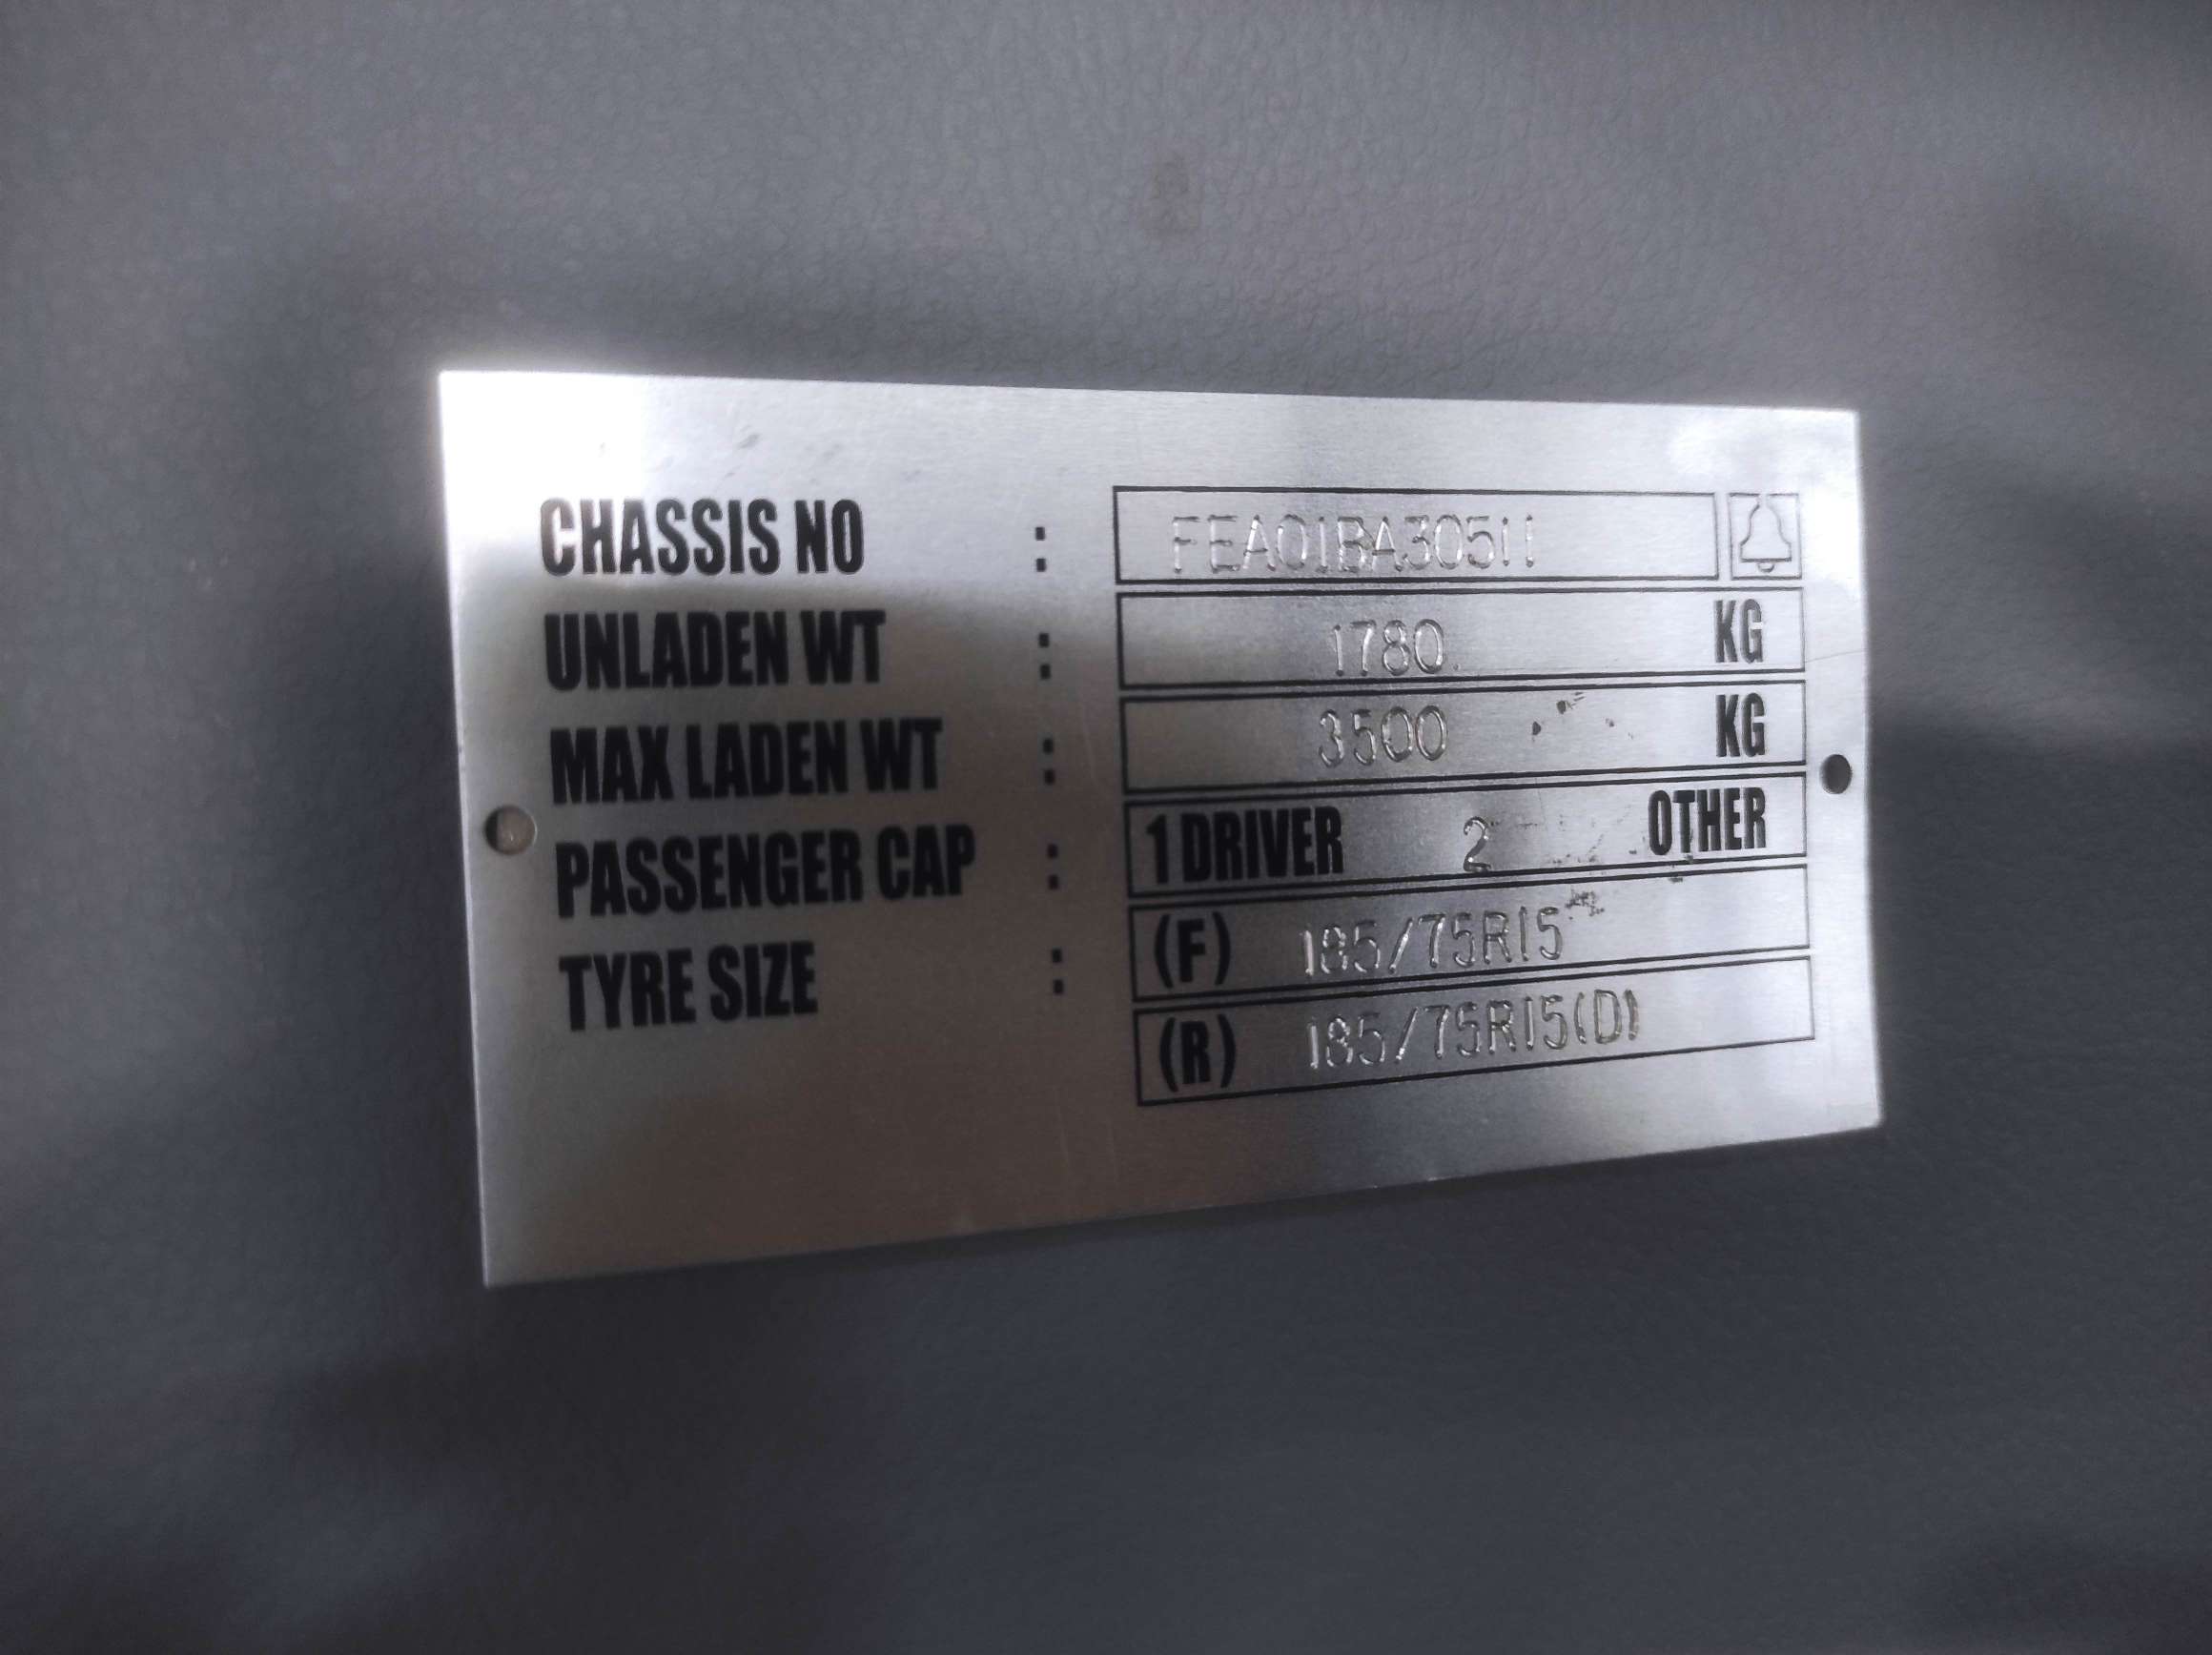 CHASSIS NO : FEA01BA30511
UNLADEN WT : 1780 KG
MAX LADEN WT : 3500 KG
PASSENGER CAP : 1 DRIVER 2 OTHER
TYRE SIZE : (F) 185/75R15
(R) 185/75R15(D)